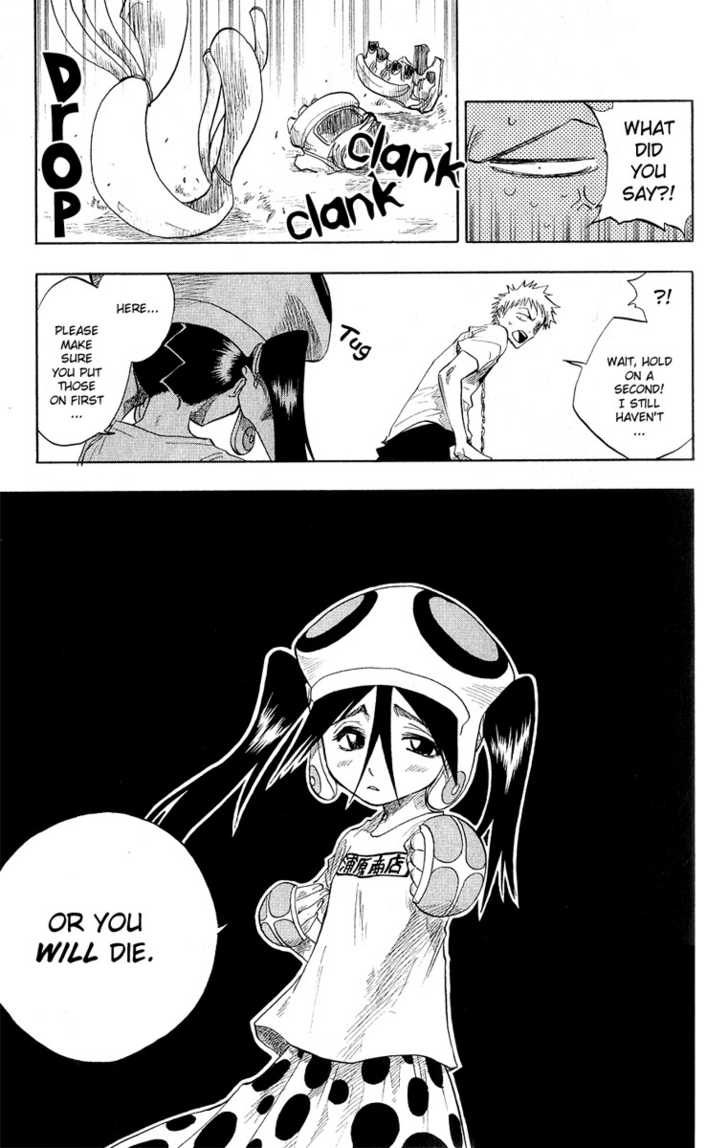 WHAT
DID
YOU
SAY?!
clank
clank
DrOP
?!
WAIT, HOLD
ON A
SECOND!
I STILL
HAVEN'T
...
Tug
HERE...
PLEASE
MAKE
SURE
YOU PUT
THOSE
ON FIRST
...
浦原商店
OR YOU
WILL DIE.